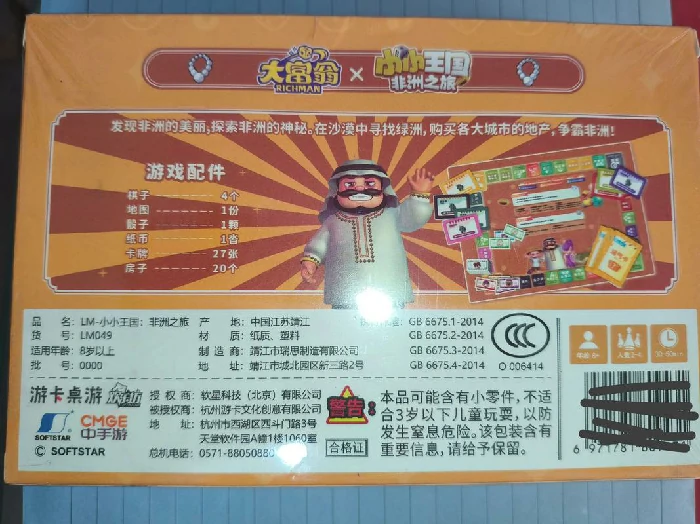 大富翁 × 小小王国
RICHMAN 非洲之旅
发现非洲的美丽,探索非洲的神秘。在沙漠中寻找绿洲,购买各大城市的地产,争霸非洲!
游戏配件
棋子 4个
地图 1份
骰子 1颗
纸币 1沓
卡牌 27张
房子 20个
品 名: LM-小小王国: 非洲之旅 产 地: 中国江苏靖江 GB 6675.1-2014
货 号: LM049 材 质: 纸质、塑料 GB 6675.2-2014
适用年龄: 8岁以上 制 造 商: 靖江市瑞思制造有限公司 GB 6675.3-2014
批 号: 0000 地 址: 靖江市城北园区新三路2号 GB 6675.4-2014
CCC
O 006414
游卡桌游
授 权 商: 软星科技(北京)有限公司
被授权商: 杭州游卡文化创意有限公司
地 址: 杭州市西湖区西斗门路3号
天堂软件园A幢1楼1060室
总机电话: 0571-8805088
SOFTSTAR
CMGE
中手游
© SOFTSTAR
警告:
合格证
本品可能含有小零件,不
适合3岁以下儿童玩耍,以防
发生窒息危险。该包装含有
重要信息,请给予保留。
6 971781